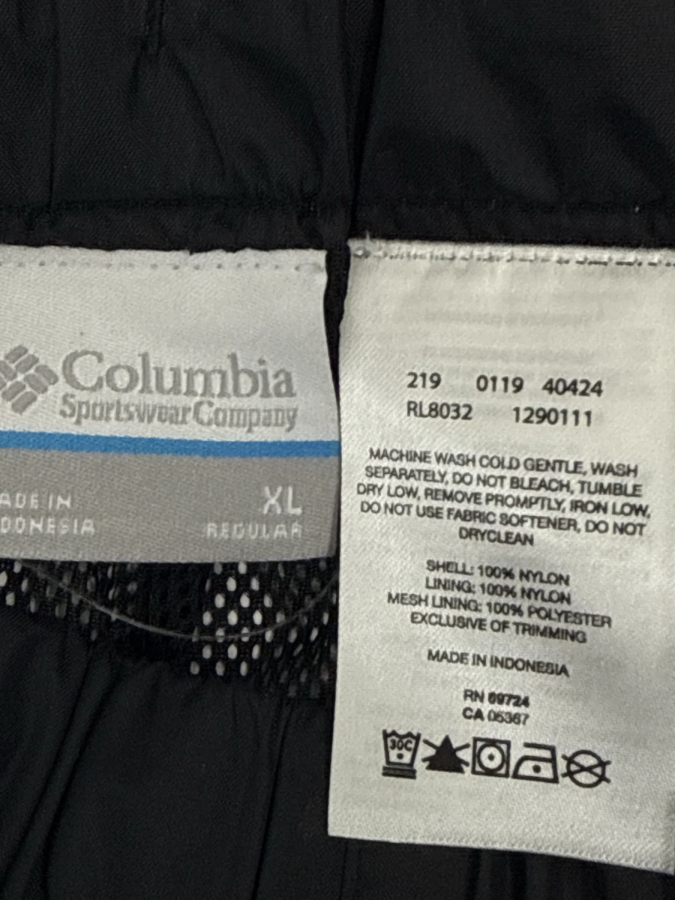 Columbia
Sportswear Company
ADE IN
DONESIA
XL
REGULAR
219 0119 40424
RL8032 1290111
MACHINE WASH COLD GENTLE, WASH
SEPARATELY, DO NOT BLEACH, TUMBLE
DRY LOW, REMOVE PROMPTLY, IRON LOW,
DO NOT USE FABRIC SOFTENER, DO NOT
DRYCLEAN
SHELL: 100% NYLON
LINING: 100% NYLON
MESH LINING: 100% POLYESTER
EXCLUSIVE OF TRIMMING
MADE IN INDONESIA
RN 69724
CA 05367
30C